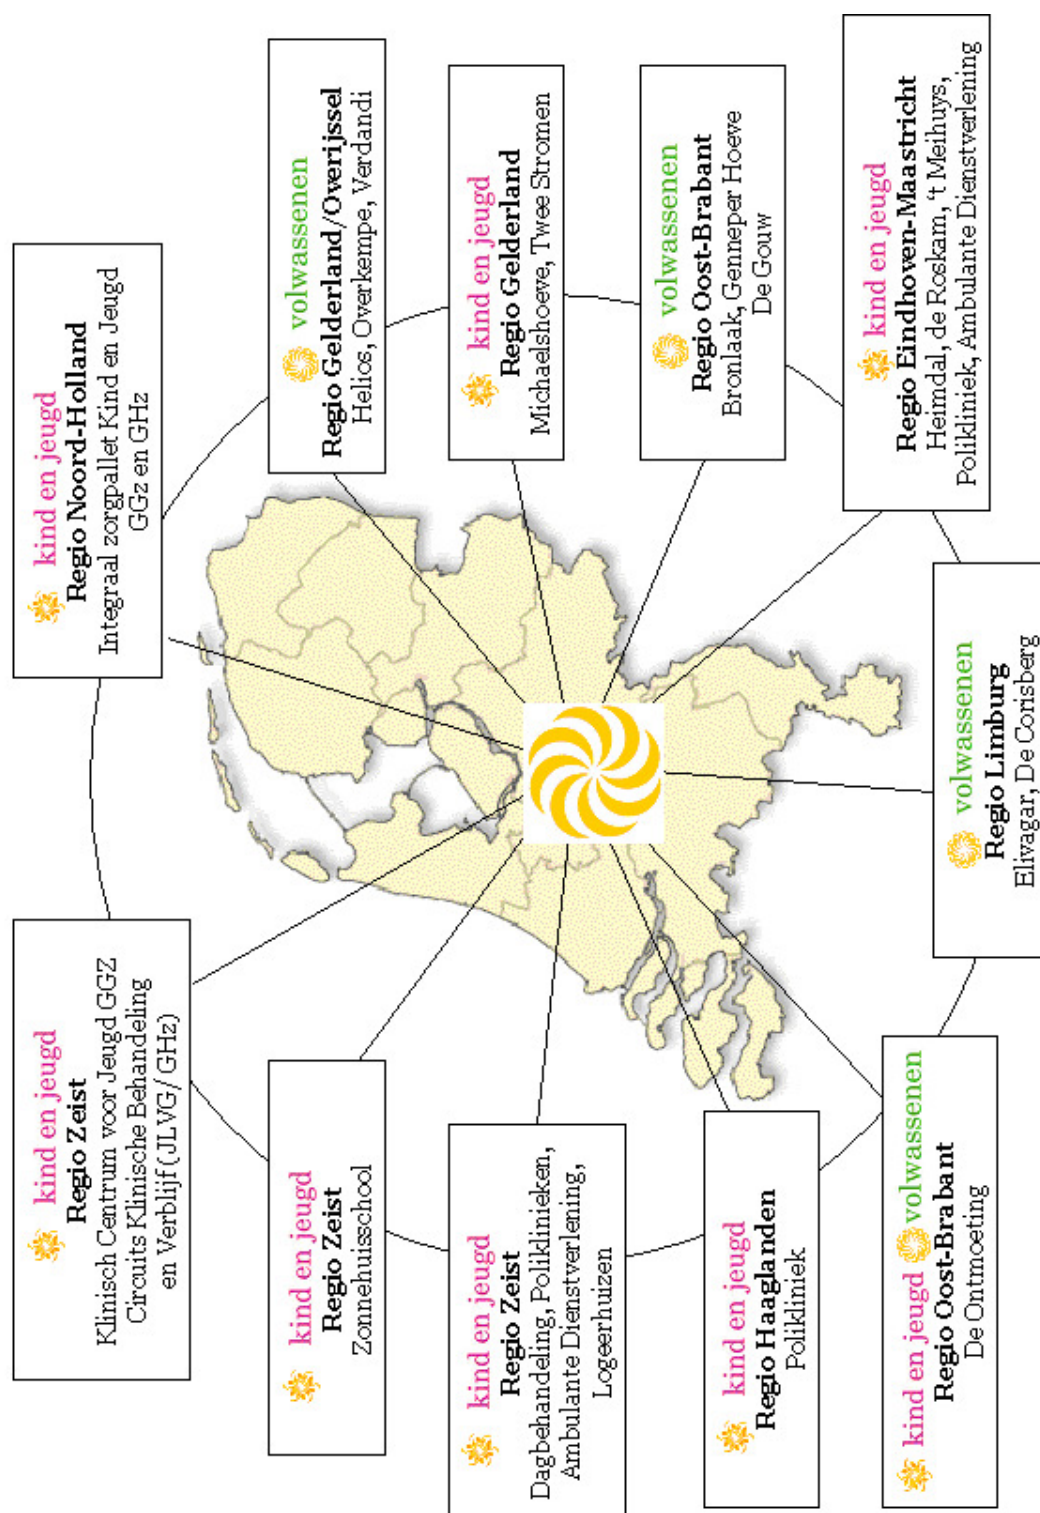 kind en jeugd
Regio Noord-Holland
Integraal zorgpallet Kind en Jeugd
GGz en GHz
volwassenen
Regio Gelderland/Overijssel
Helios, Overkempe, Verdandi
kind en jeugd
Regio Gelderland
Michaelshoeve, Twee Stromen
volwassenen
Regio Oost-Brabant
Bronlaak, Genneper Hoeve
De Gouw
kind en jeugd
Regio Eindhoven-Maastricht
Heimdal, de Roskam, 't Meihuys,
Polikliniek, Ambulante Dienstverlening
volwassenen
Regio Limburg
Elivagar, De Corisberg
kind en jeugd volwassenen
Regio Oost-Brabant
De Ontmoeting
kind en jeugd
Regio Haaglanden
Polikliniek
kind en jeugd
Regio Zeist
Dagbehandeling, Poliklinieken,
Ambulante Dienstverlening,
Logeerhuizen
kind en jeugd
Regio Zeist
Zonnehuisschool
kind en jeugd
Regio Zeist
Klinisch Centrum voor Jeugd GGZ
Circuits Klinische Behandeling
en Verblijf (JLVG/ GHz)